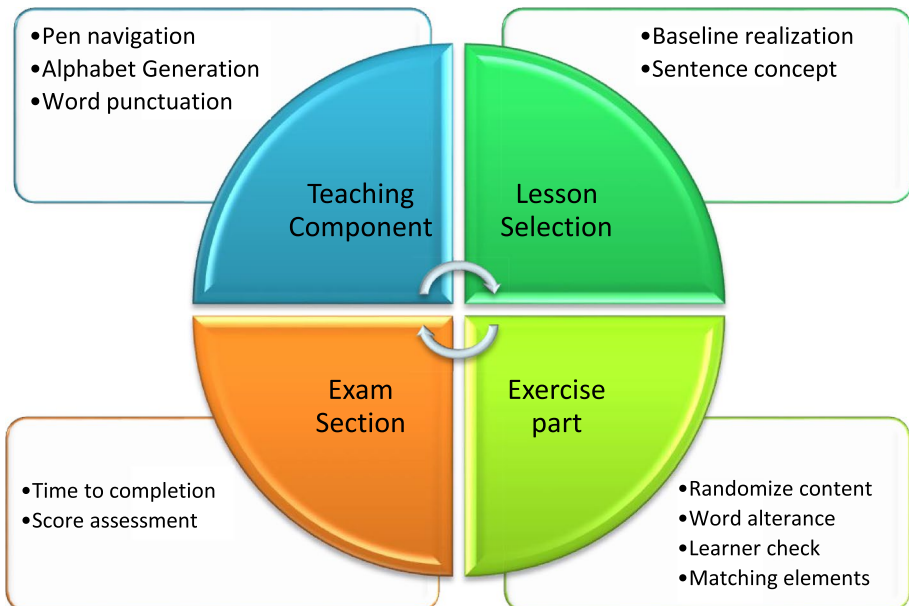 •Pen navigation
•Alphabet Generation
•Word punctuation
•Baseline realization
•Sentence concept
Teaching
Component
Lesson
Selection
Exam
Section
Exercise
part
•Time to completion
•Score assessment
•Randomize content
•Word alterance
•Learner check
•Matching elements